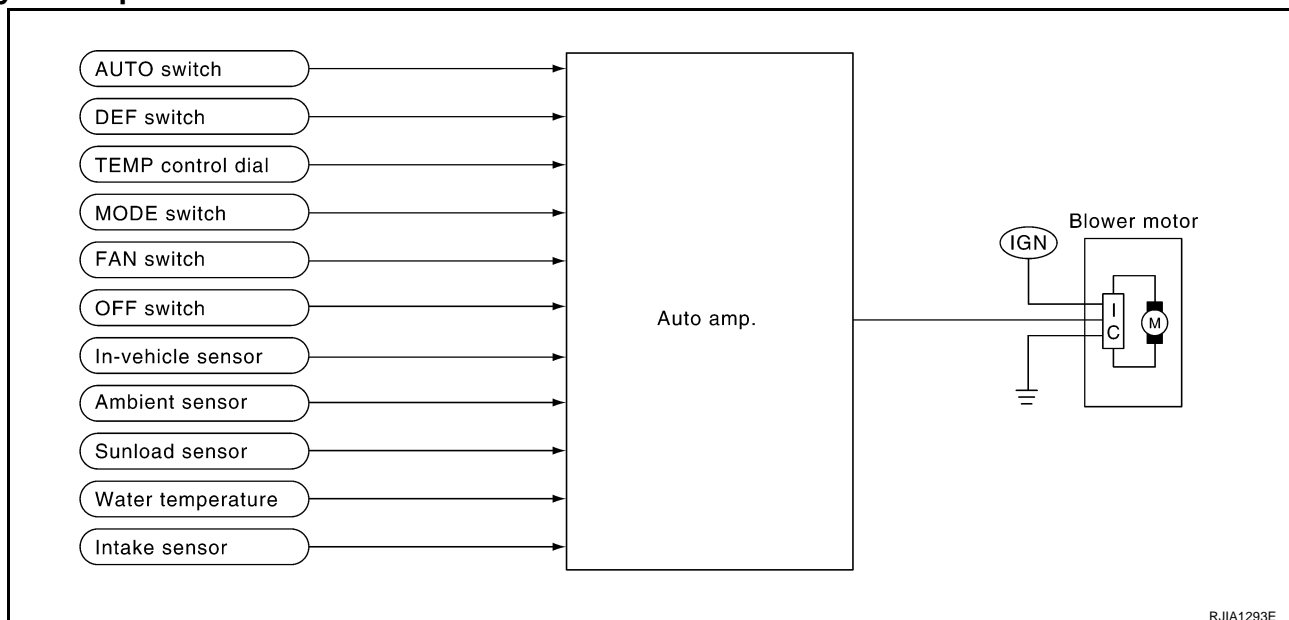 AUTO switch
DEF switch
TEMP control dial
MODE switch
FAN switch
OFF switch
In-vehicle sensor
Ambient sensor
Sunload sensor
Water temperature
Intake sensor
Auto amp.
Blower motor
IGN
I
C
M
RJIA1293E